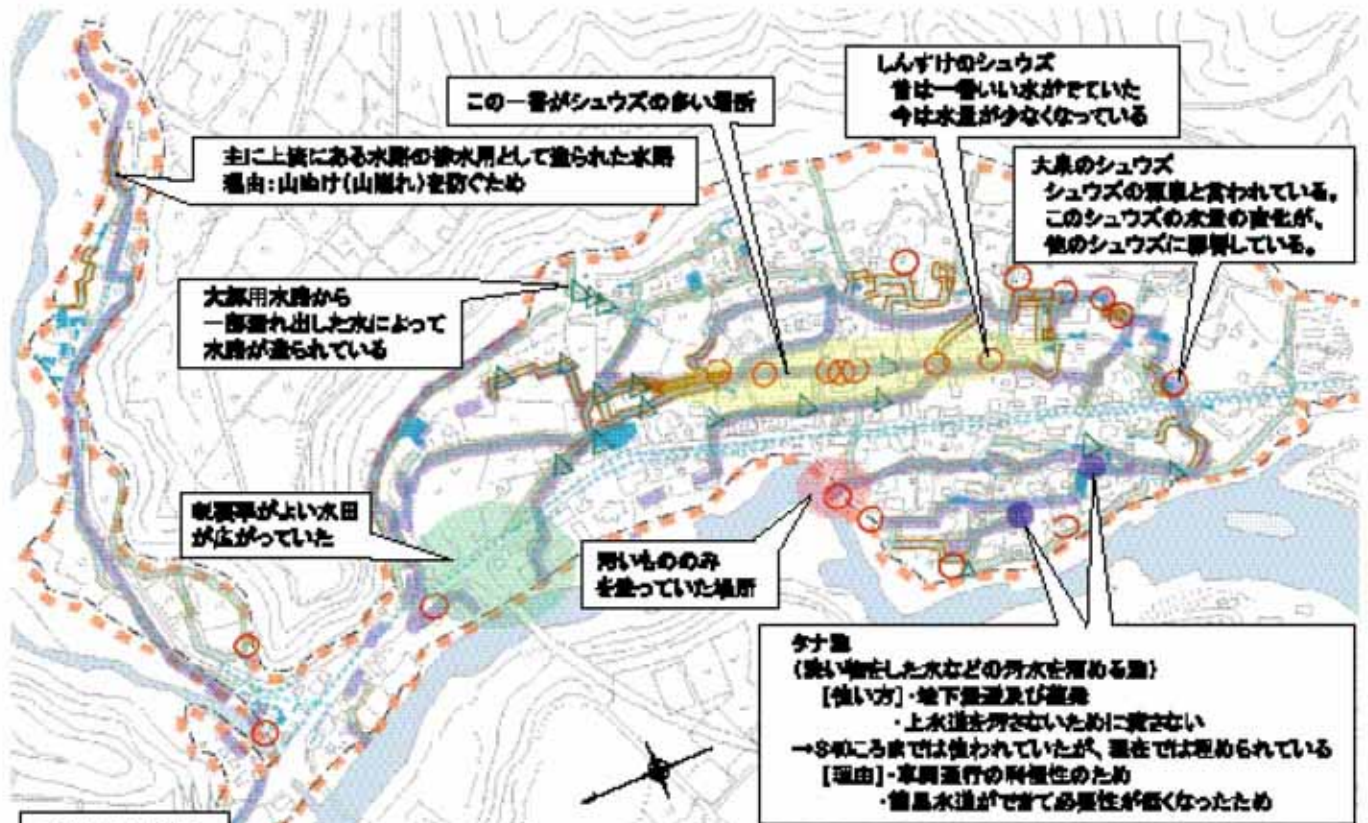 しんすけのシュウズ
昔は一番いい水がでていた
今は水量が少なくなっている
この一番がシュウズの多い場所
主に上流にある水路の排水用として造られた水路
理由:山ぬけ(山崩れ)を防ぐため
大泉のシュウズ
シュウズの源泉と言われている。
このシュウズの水量の変化が、
他のシュウズに影響している。
用水路から
一部漏れ出した水によって
水路が造られている
収穫率がよい水田
が広がっていた
汚いもののみ
を洗っていた場所
タナ池
(洗い物をした水などの汚水を溜める池)
[使い方]・地下浸透及び蒸発
・上水道を汚さないために流さない
→S40ころまでは使われていたが、現在では埋められている
[理由]・車両通行の利便性のため
・簡易水道ができて必要性が低くなったため